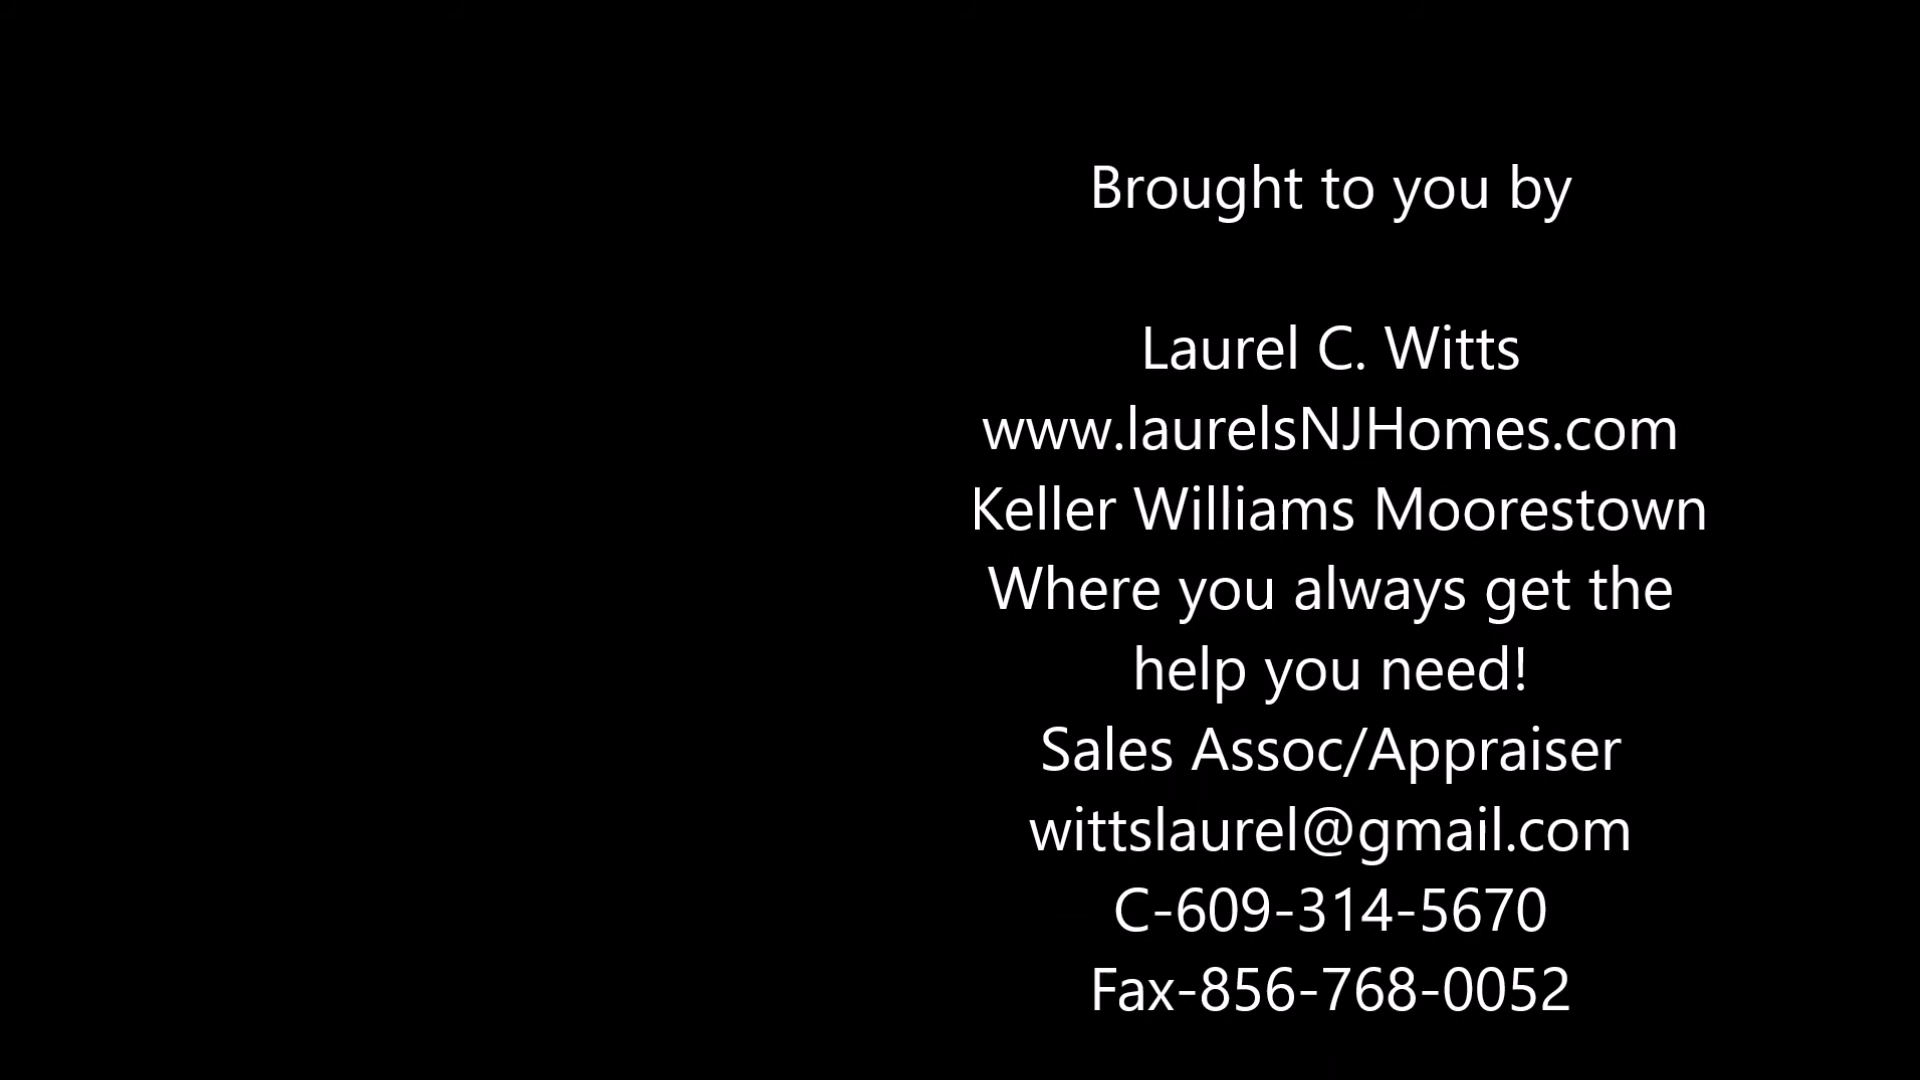 Brought to you by
Laurel C. Witts
www.laurelsNJHomes.com
Keller Williams Moorestown
Where you always get the
help you need!
Sales Assoc/Appraiser
wittslaurel@gmail.com
C-609-314-5670
Fax-856-768-0052